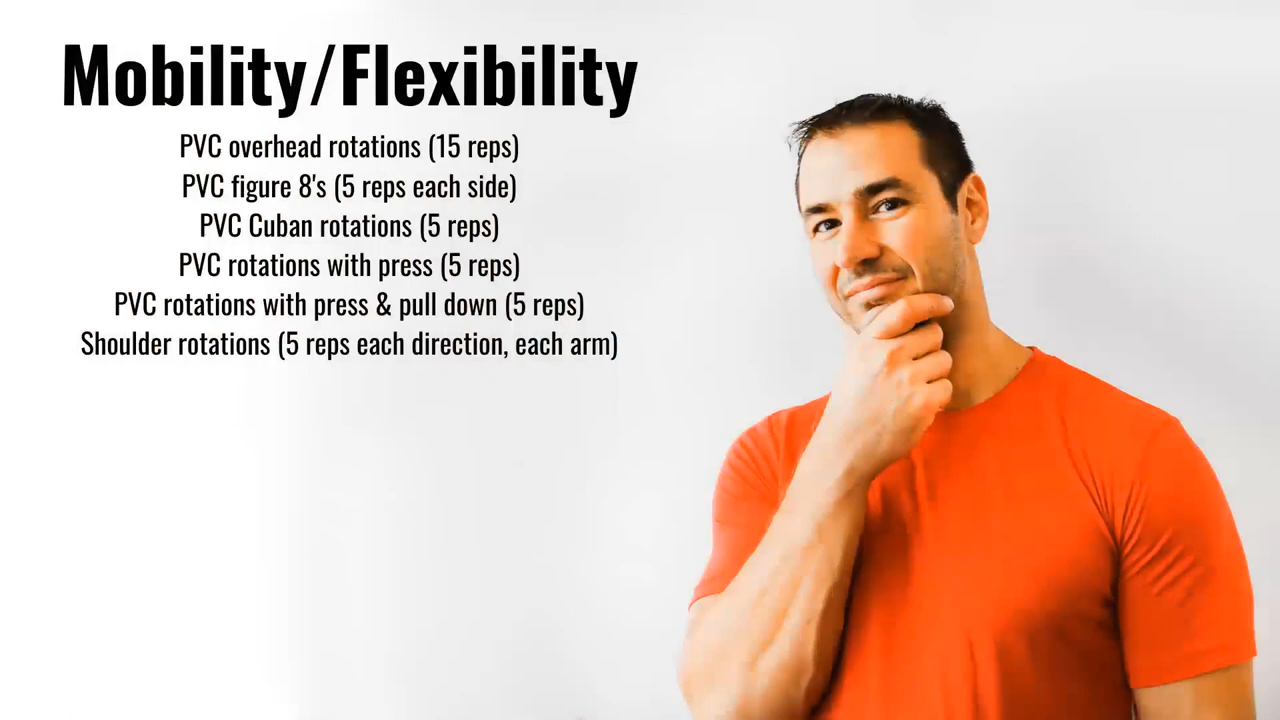 Mobility/Flexibility
PVC overhead rotations (15 reps)
PVC figure 8's (5 reps each side)
PVC Cuban rotations (5 reps)
PVC rotations with press (5 reps)
PVC rotations with press & pull down (5 reps)
Shoulder rotations (5 reps each direction, each arm)